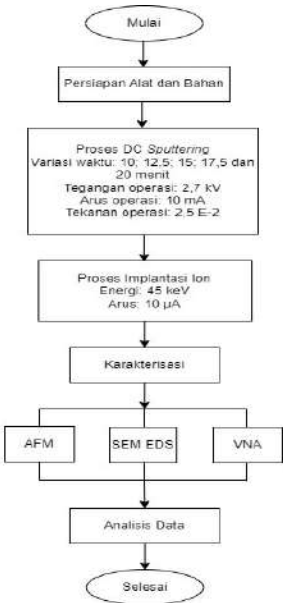 Mulai
Persiapan Alat dan Bahan
Proses DC Sputtering
Variasi waktu: 10; 12,5; 15; 17,5 dan
20 menit
Tegangan operasi: 2,7 kV
Arus operasi: 10 mA
Tekanan operasi: 2,5 E-2
Proses Implantasi Ion
Energi: 45 keV
Arus: 10 µA
Karakterisasi
AFM
SEM EDS
VNA
Analisis Data
Selesai